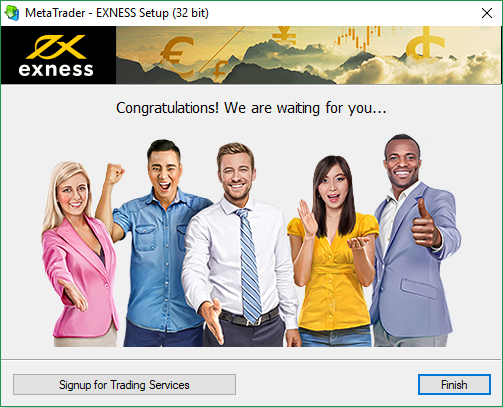 MetaTrader - EXNESS Setup (32 bit)
exness
Congratulations! We are waiting for you...
Signup for Trading Services
Finish